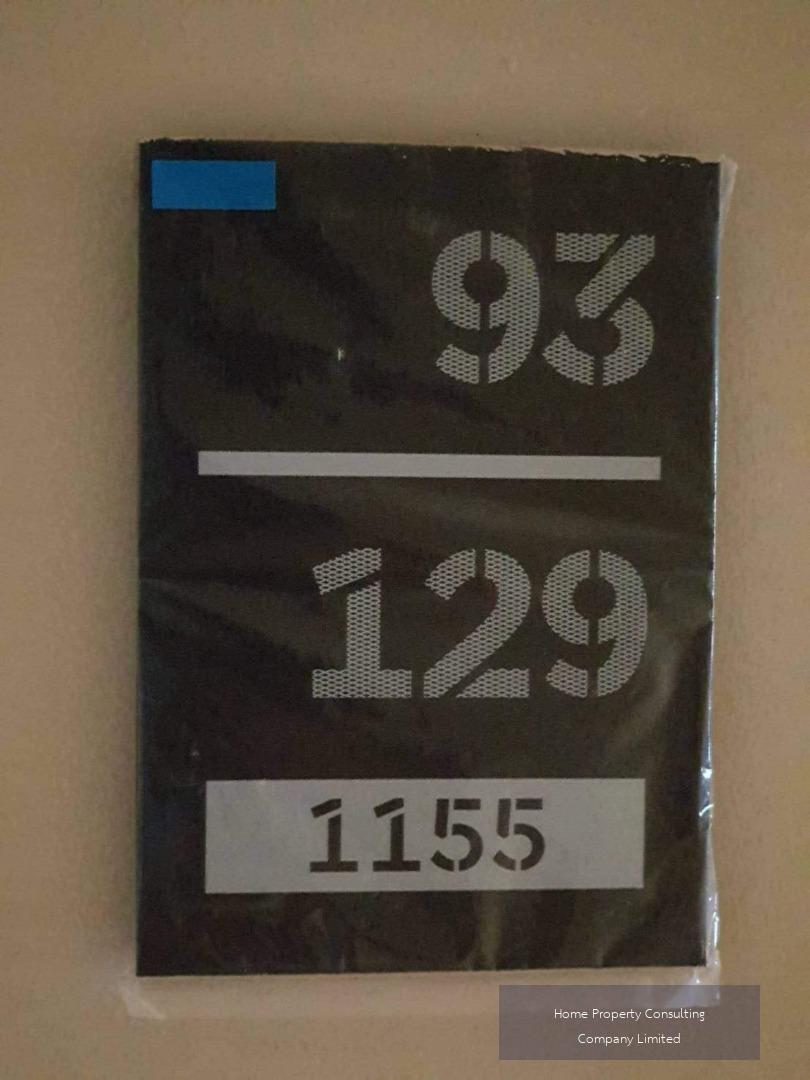 93
129
1155
Home Property Consulting
Company Limited